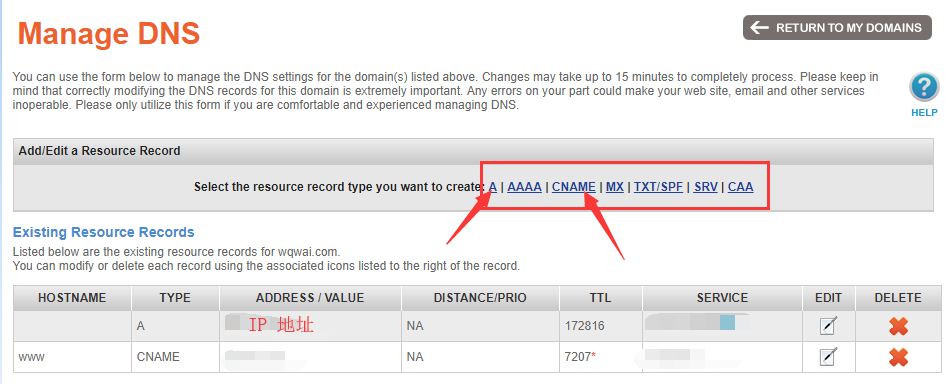 Manage DNS
RETURN TO MY DOMAINS
You can use the form below to manage the DNS settings for the domain(s) listed above. Changes may take up to 15 minutes to completely process. Please keep in
mind that correctly modifying the DNS records for this domain is extremely important. Any errors on your part could make your web site, email and other services
inoperable. Please only utilize this form if you are comfortable and experienced managing DNS.
?
HELP
Add/Edit a Resource Record
Select the resource record type you want to create: A | AAAA | CNAME | MX | TXT/SPF | SRV | CAA
Existing Resource Records
Listed below are the existing resource records for wqwai.com.
You can modify or delete each record using the associated icons listed to the right of the record.
HOSTNAME TYPE ADDRESS / VALUE DISTANCE/PRIO TTL SERVICE EDIT DELETE
A IP 地址 NA 172816
www CNAME NA 7207*